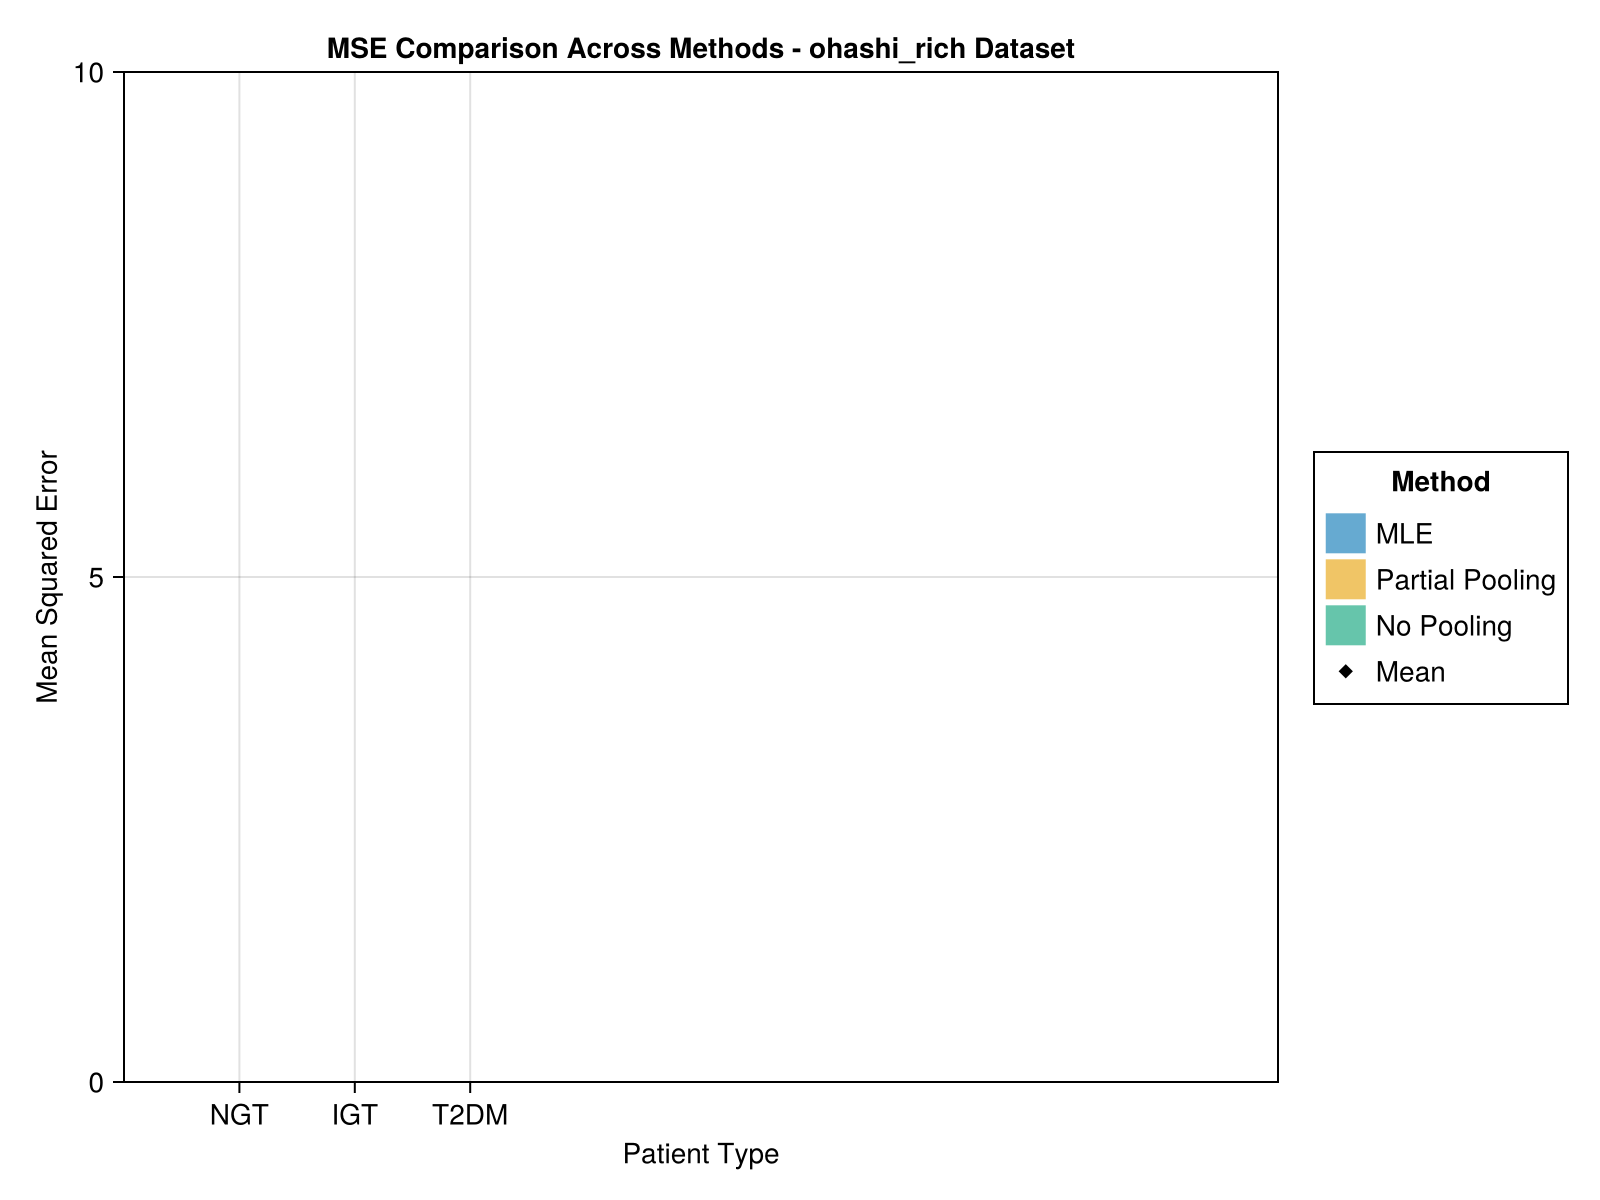 MSE Comparison Across Methods - ohashi_rich Dataset
10
5
0
Mean Squared Error
NGT IGT T2DM
Patient Type
Method
MLE
Partial Pooling
No Pooling
Mean